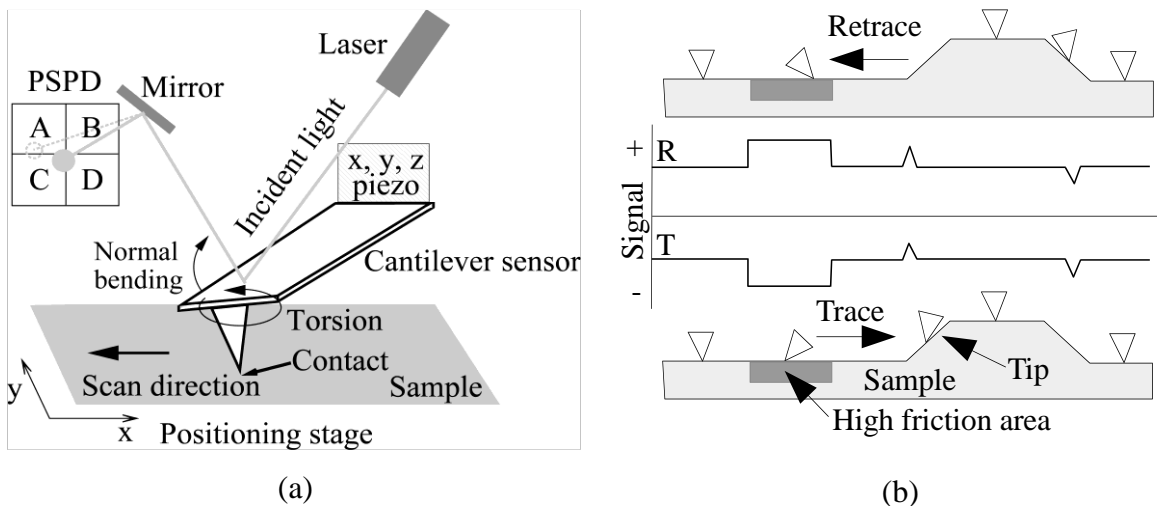 Laser
PSPD
Mirror
A
B
C
D
Incident light
x, y, z
piezo
Normal
bending
Cantilever sensor
Torsion
Contact
Scan direction
Sample
y
x
Positioning stage
(a)
Retrace
+
R
Signal
T
-
Trace
Sample
Tip
High friction area
(b)